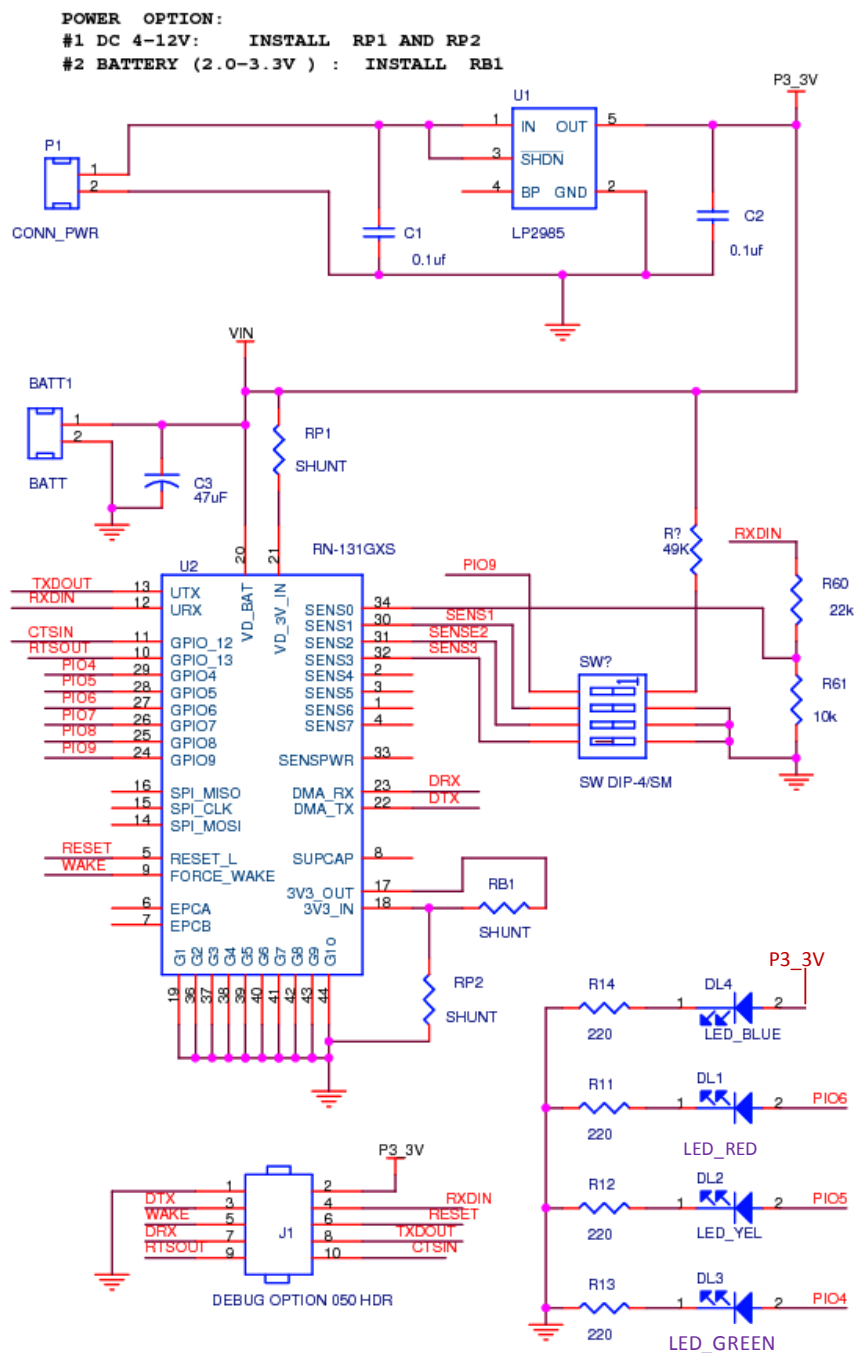 POWER OPTION:
#1 DC 4-12V: INSTALL RP1 AND RP2
#2 BATTERY (2.0-3.3V ) : INSTALL RB1
P3_3V
U1
P1
1
2
CONN_PWR
1 IN OUT 5
3 SHDN
4 BP GND 2
LP2985
C1
0.1uf
C2
0.1uf
VIN
BATT1
1
2
BATT
C3
47uF
RP1
SHUNT
R?
49K
RXDIN
R60
22k
R61
10k
PIO9
SW?
SW DIP-4/SM
U2
RN-131GXS
20
21
VD_BAT
VD_3V_IN
TXDOUT 13 UTX
RXDIN 12 URX
CTSIN 11 GPIO_12
RTSOUT 10 GPIO_13
PIO4 29 GPIO4
PIO5 28 GPIO5
PIO6 27 GPIO6
PIO7 26 GPIO7
PIO8 25 GPIO8
PIO9 24 GPIO9
16 SPI_MISO
15 SPI_CLK
14 SPI_MOSI
RESET 5 RESET_L
WAKE 9 FORCE_WAKE
6 EPCA
7 EPCB
SENS0 34
SENS1 30 SENS1
SENS2 31 SENSE2
SENS3 32 SENS3
SENS4 2
SENS5 3
SENS6 1
SENS7 4
SENSPWR 33
DMA_RX 23 DRX
DMA_TX 22 DTX
SUPCAP 8
3V3_OUT 17
3V3_IN 18
RB1
SHUNT
RP2
SHUNT
G1 G2 G3 G4 G5 G6 G7 G8 G9 G10
19 36 37 38 39 40 41 42 43 44
P3_3V
R14
220
1 DL4 2
LED_BLUE
R11
220
1 DL1 2 PIO6
LED_RED
R12
220
1 DL2 2 PIO5
LED_YEL
R13
220
1 DL3 2 PIO4
LED_GREEN
P3_3V
J1
1 2
DTX 3 4 RXDIN
WAKE 5 6 RESET
DRX 7 8 TXDOUT
RTSOUT 9 10 CTSIN
DEBUG OPTION 050 HDR